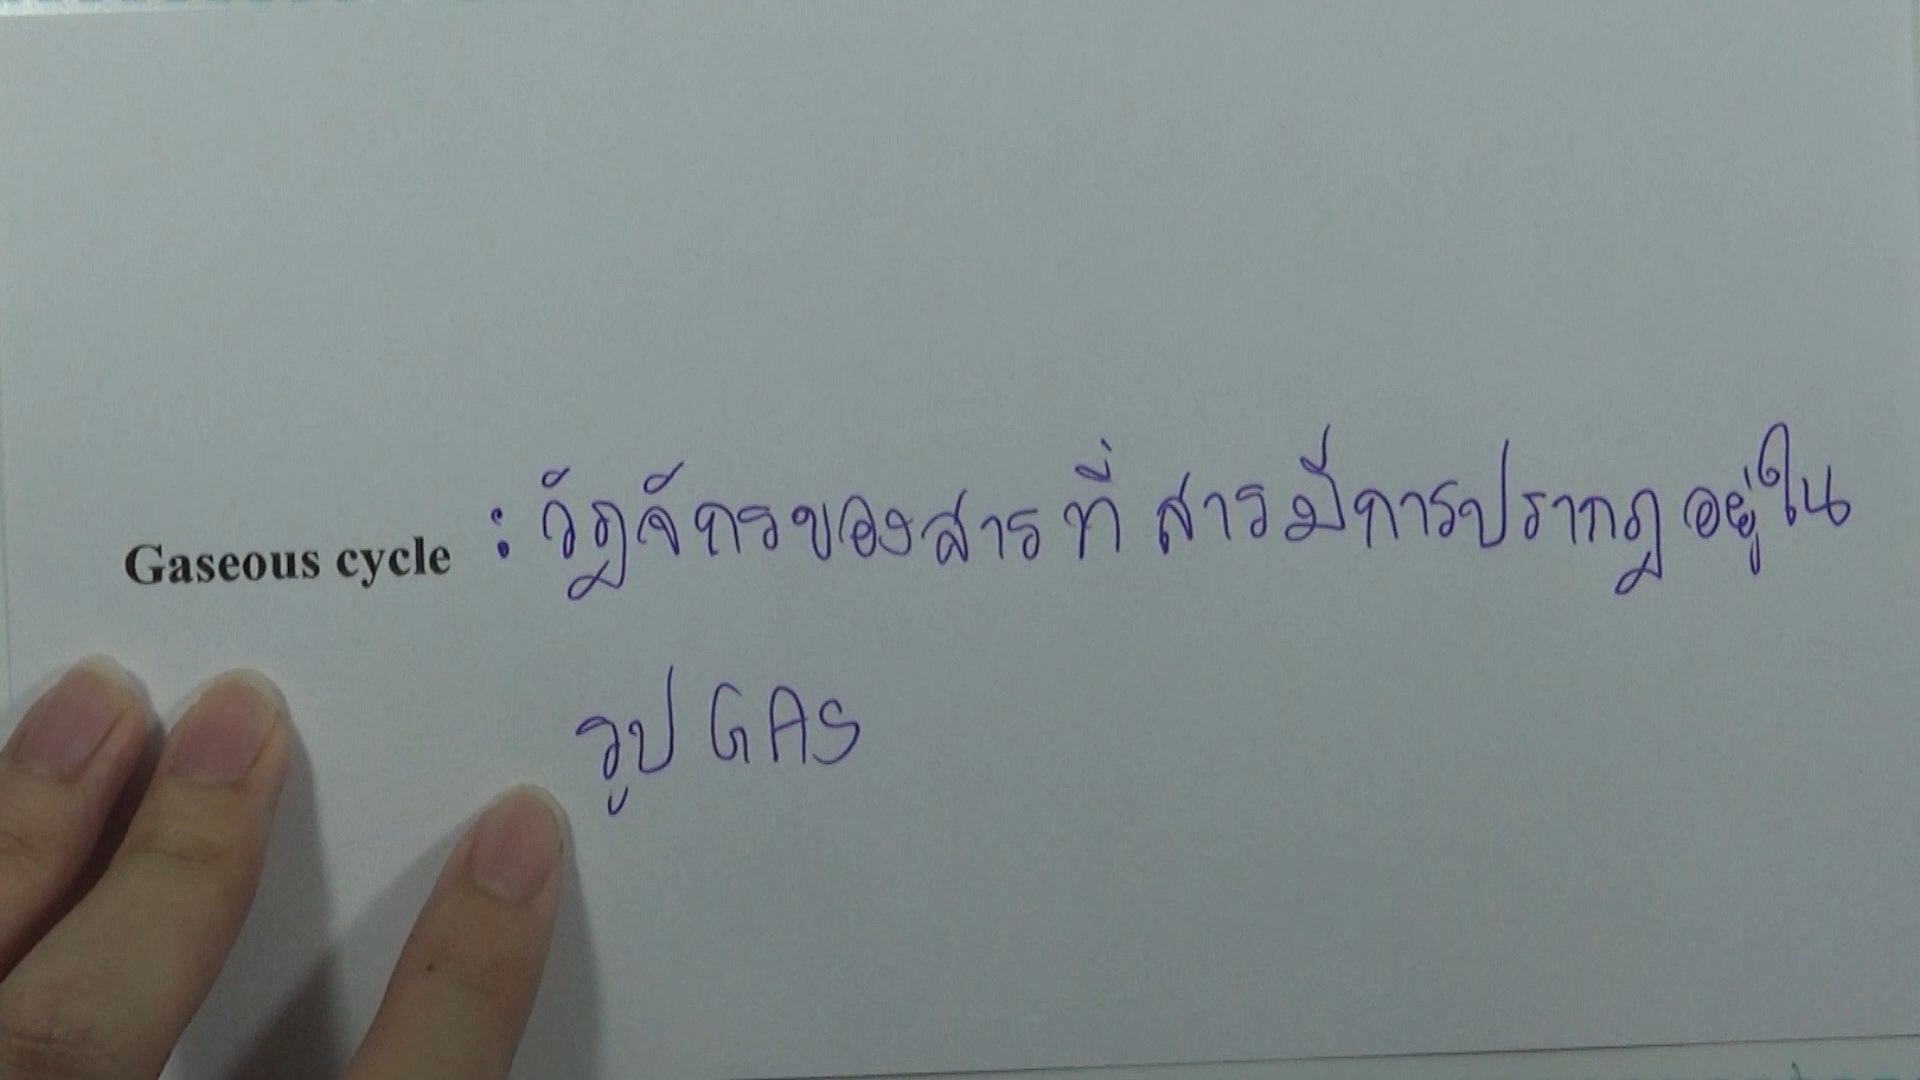 Gaseous cycle : วัฏจักรของสาร ที่ สารมีการปรากฏ อยู่ใน
รูป GAS